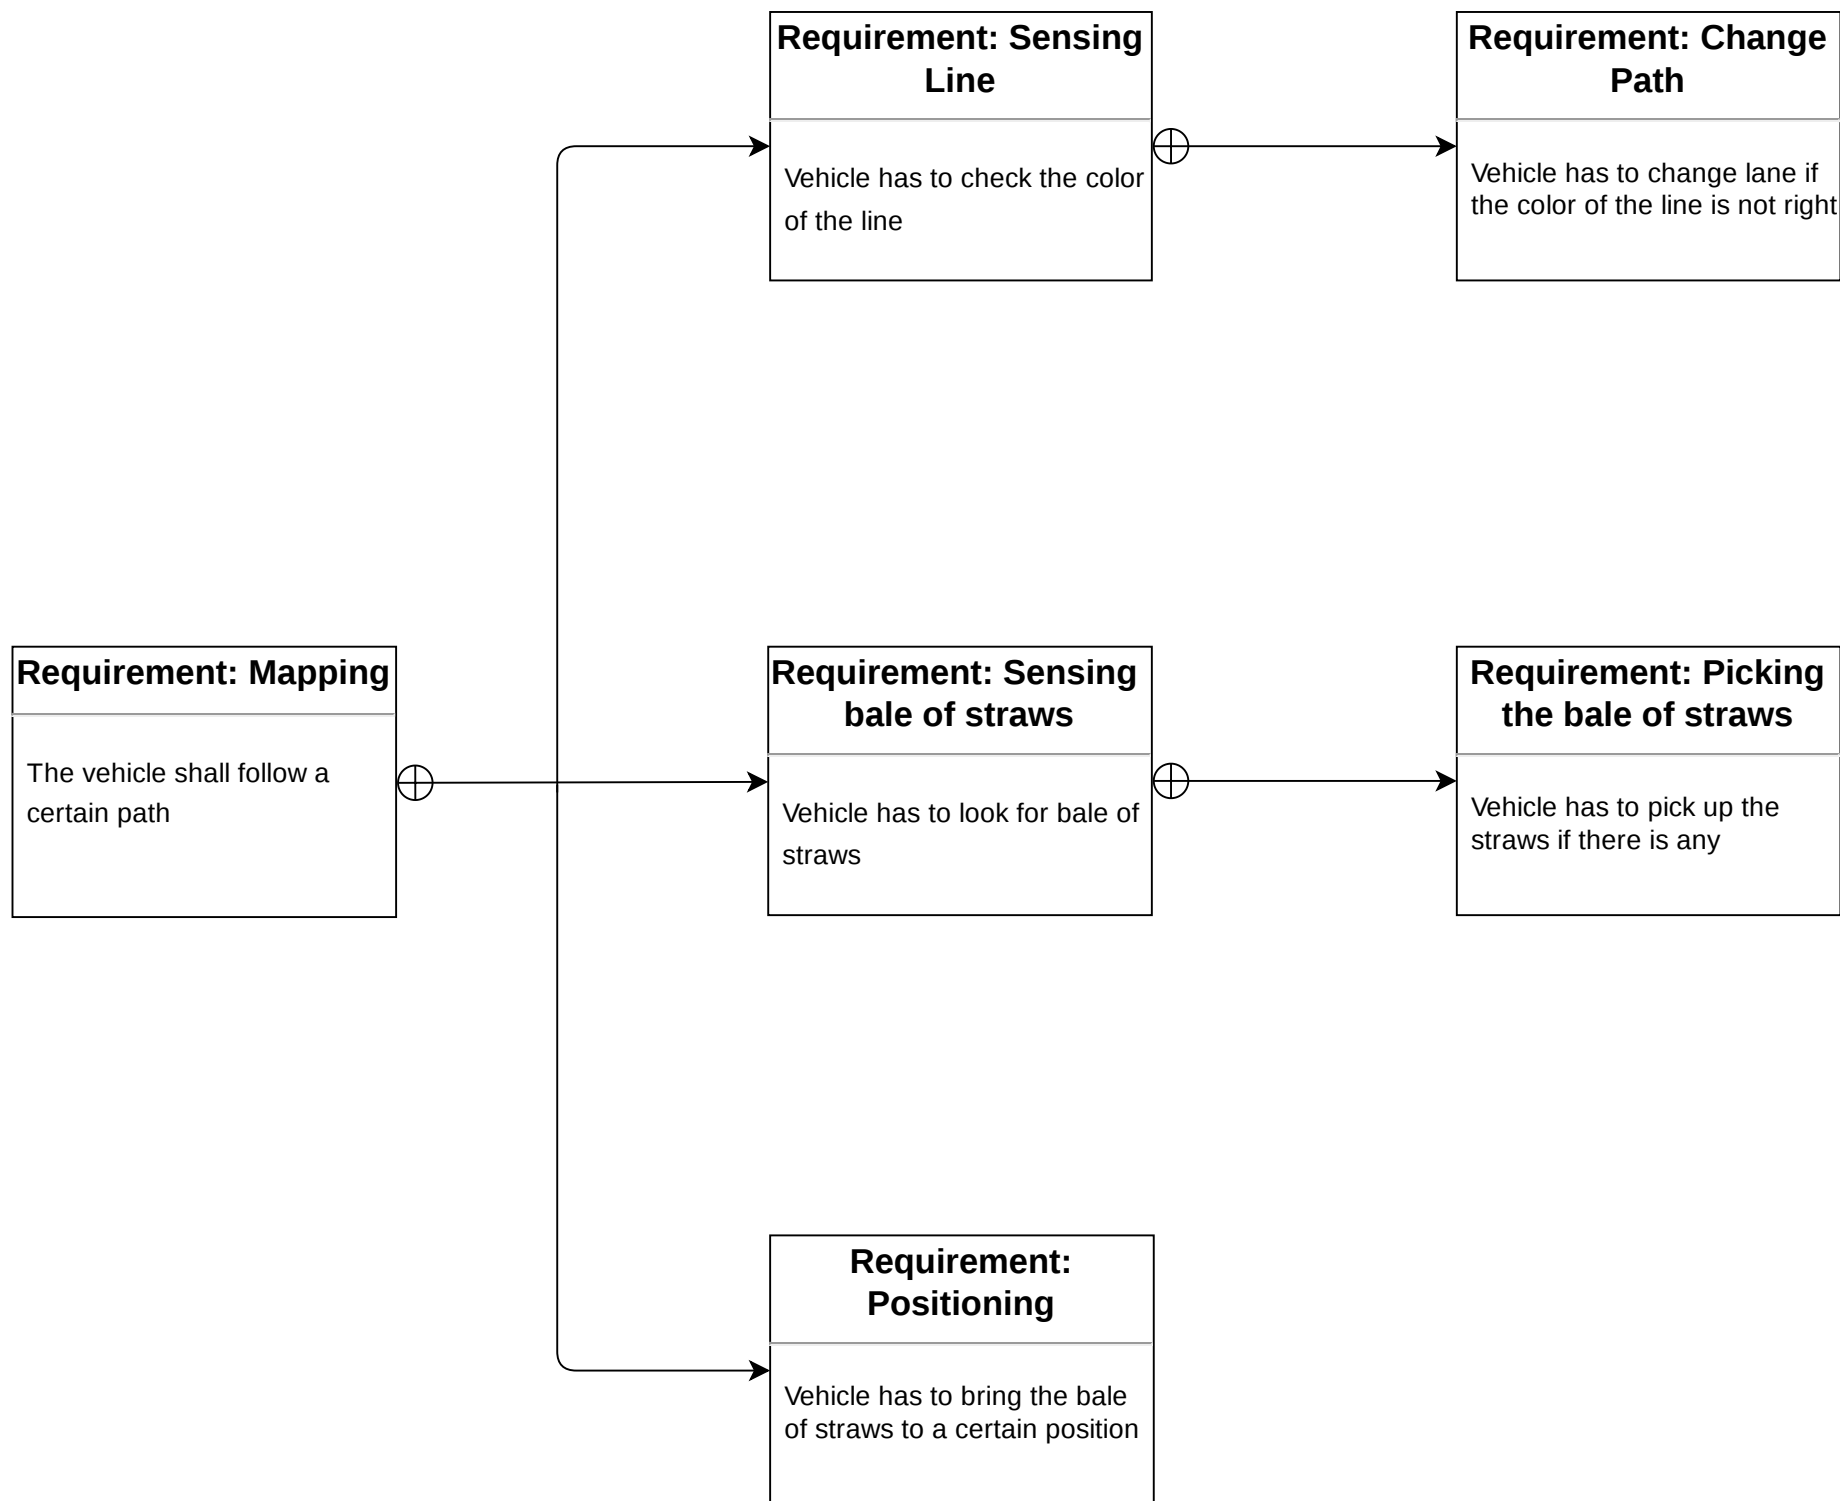 Requirement: Sensing
Line
Vehicle has to check the color
of the line
Requirement: Change
Path
Vehicle has to change lane if
the color of the line is not right
Requirement: Mapping
The vehicle shall follow a
certain path
Requirement: Sensing
bale of straws
Vehicle has to look for bale of
straws
Requirement: Picking
the bale of straws
Vehicle has to pick up the
straws if there is any
Requirement:
Positioning
Vehicle has to bring the bale
of straws to a certain position